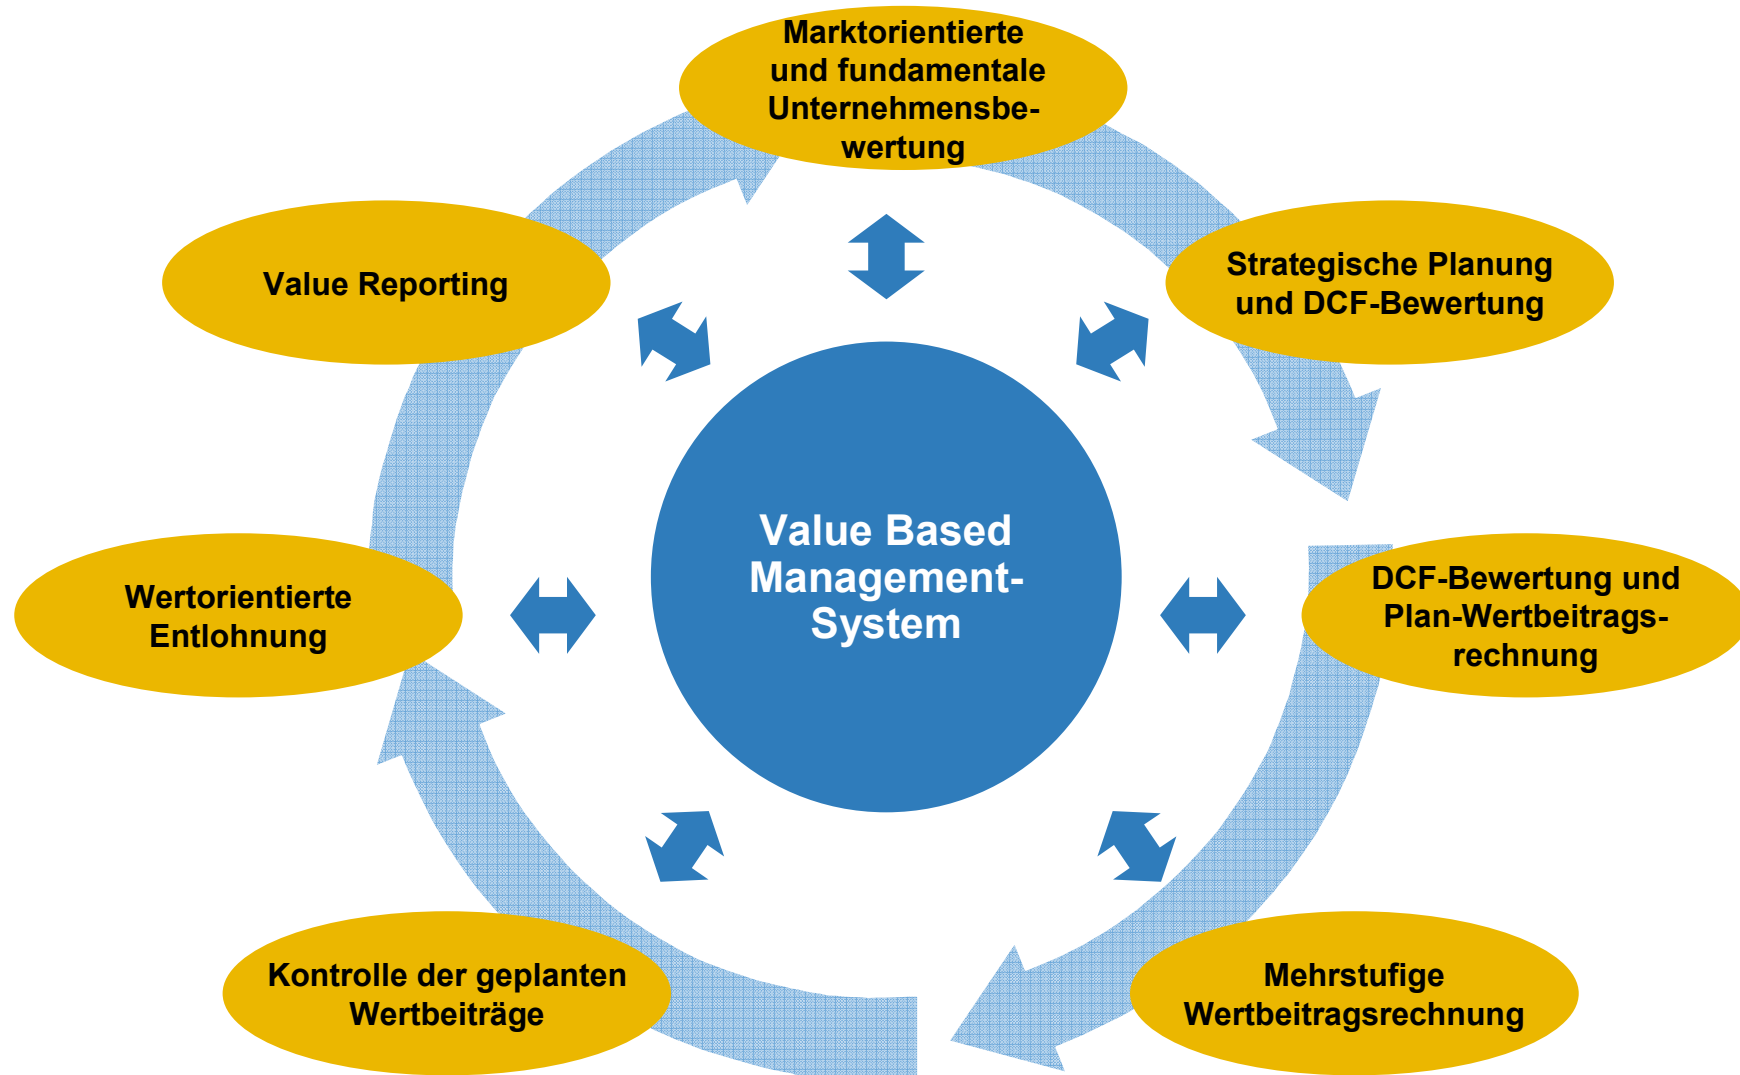 Marktorientierte
und fundamentale
Unternehmensbe-
wertung
Strategische Planung
und DCF-Bewertung
DCF-Bewertung und
Plan-Wertbeitrags-
rechnung
Mehrstufige
Wertbeitragsrechnung
Kontrolle der geplanten
Wertbeiträge
Wertorientierte
Entlohnung
Value Reporting
Value Based
Management-
System